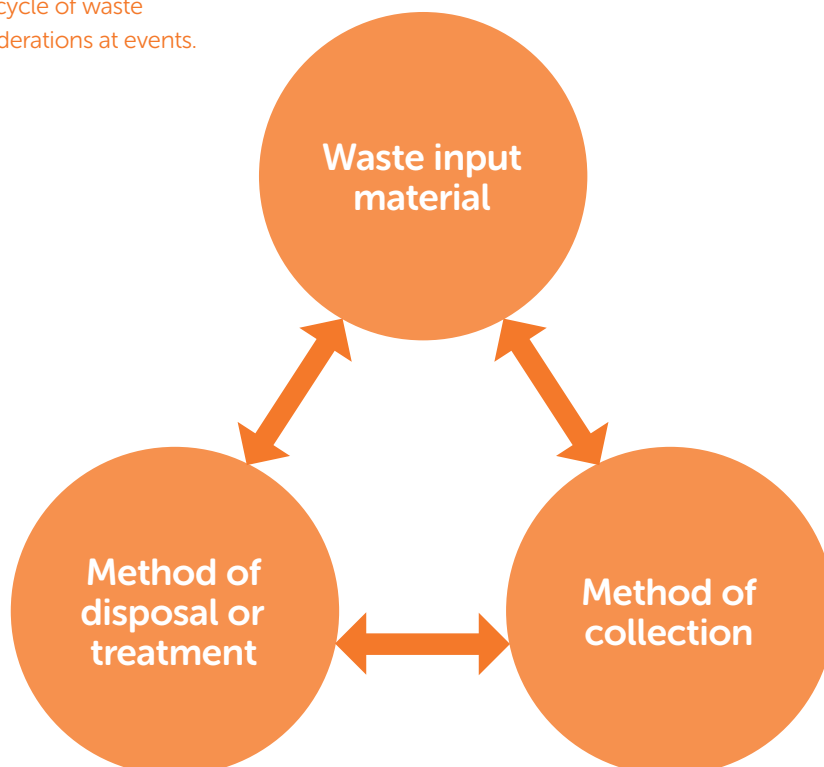 cycle of waste
derations at events.
Waste input
material
Method of
disposal or
treatment
Method of
collection